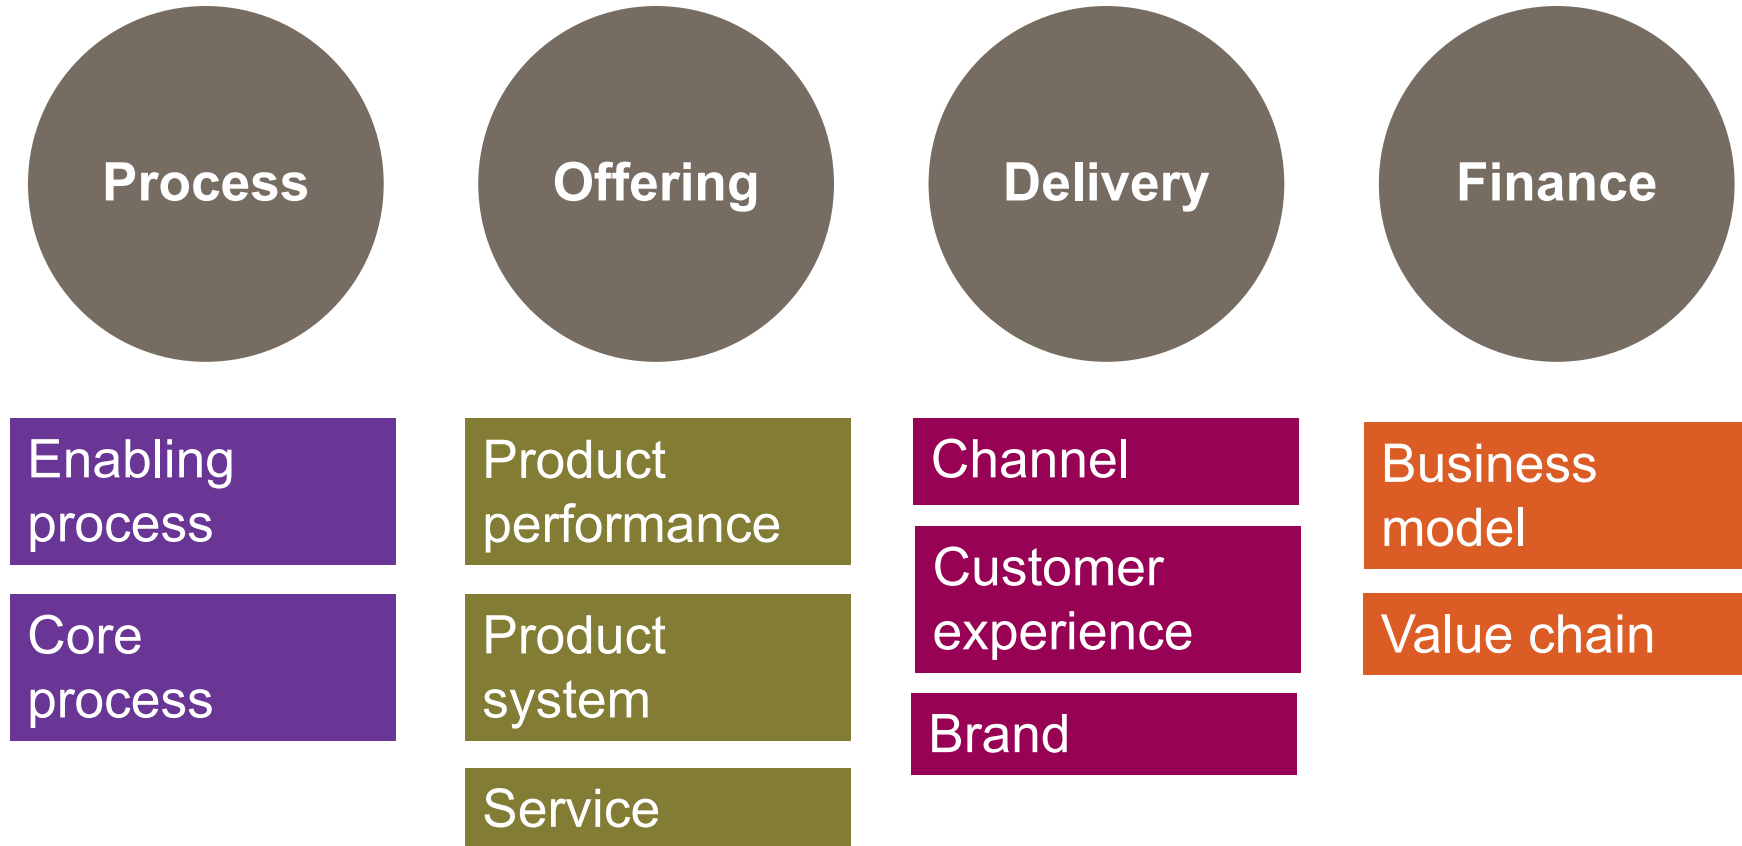 Process
Offering
Delivery
Finance
Enabling
process
Core
process
Product
performance
Product
system
Service
Channel
Customer
experience
Brand
Business
model
Value chain